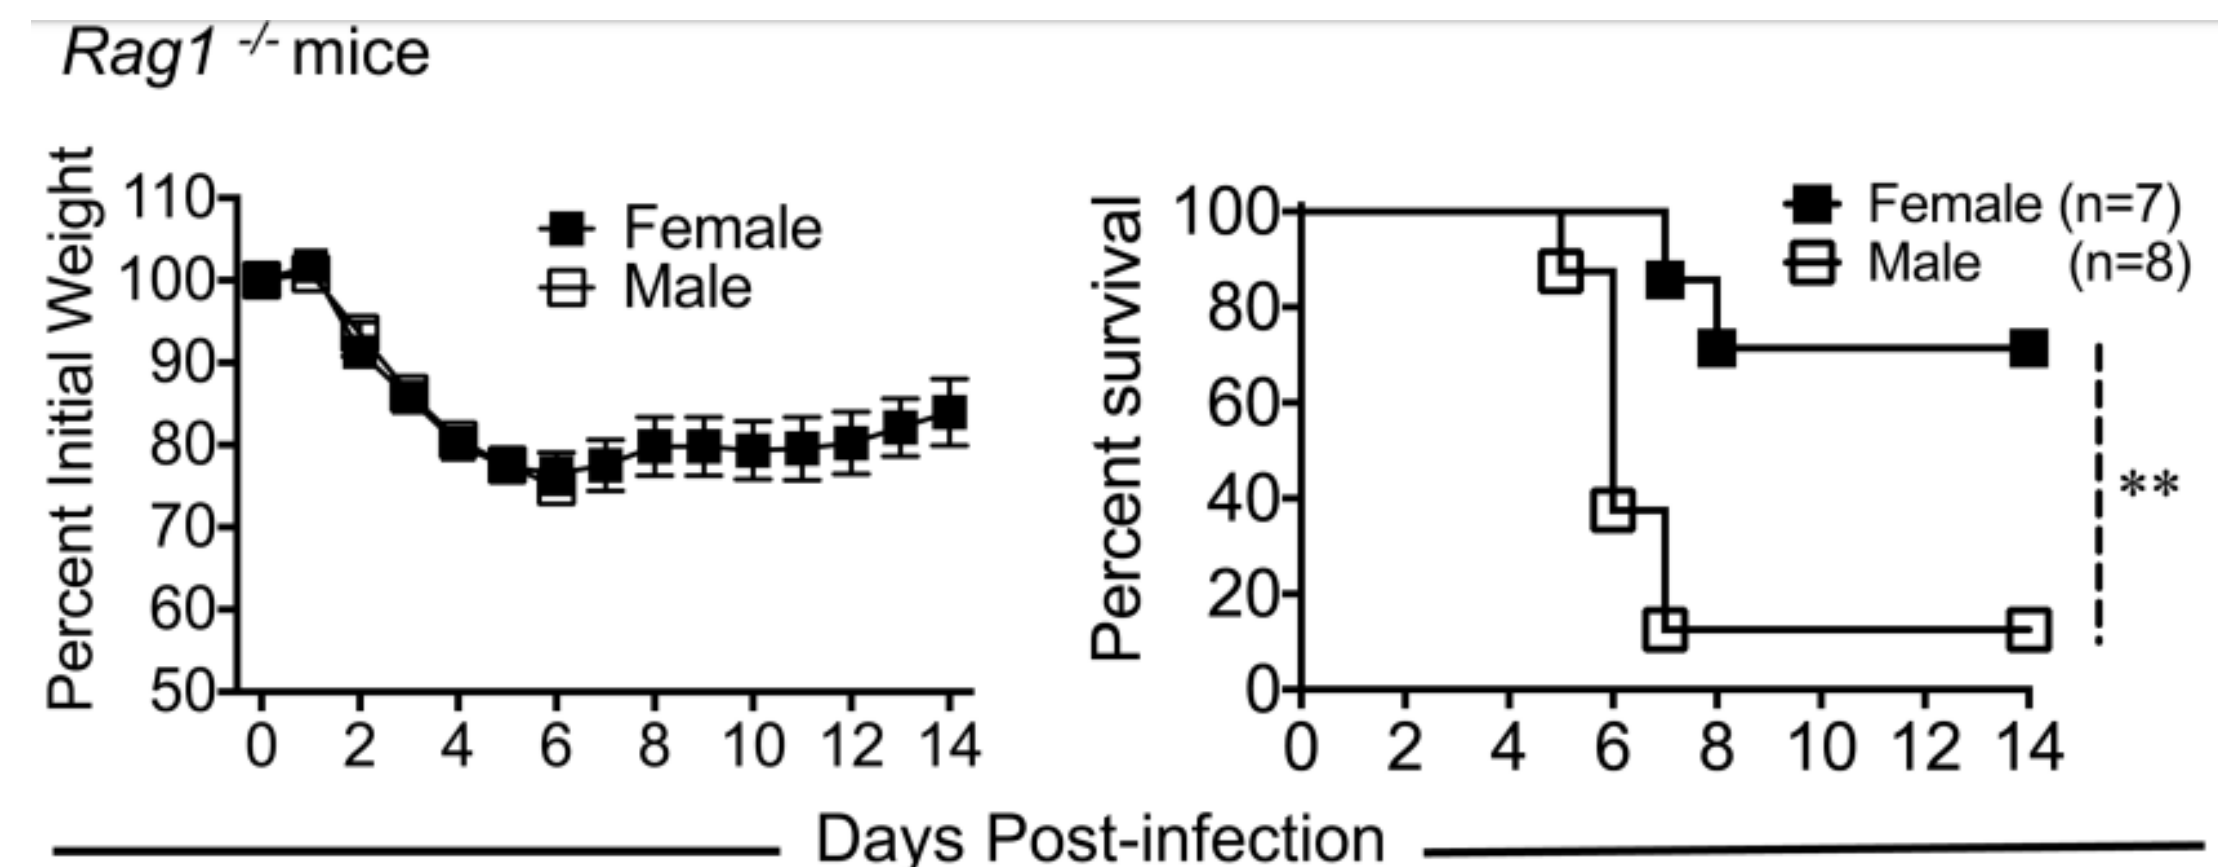 Rag1 -/- mice
Percent Initial Weight
110
100
90
80
70
60
50
0 2 4 6 8 10 12 14
Female
Male
Percent survival
100
80
60
40
20
0
0 2 4 6 8 10 12 14
Female (n=7)
Male (n=8)
**
Days Post-infection